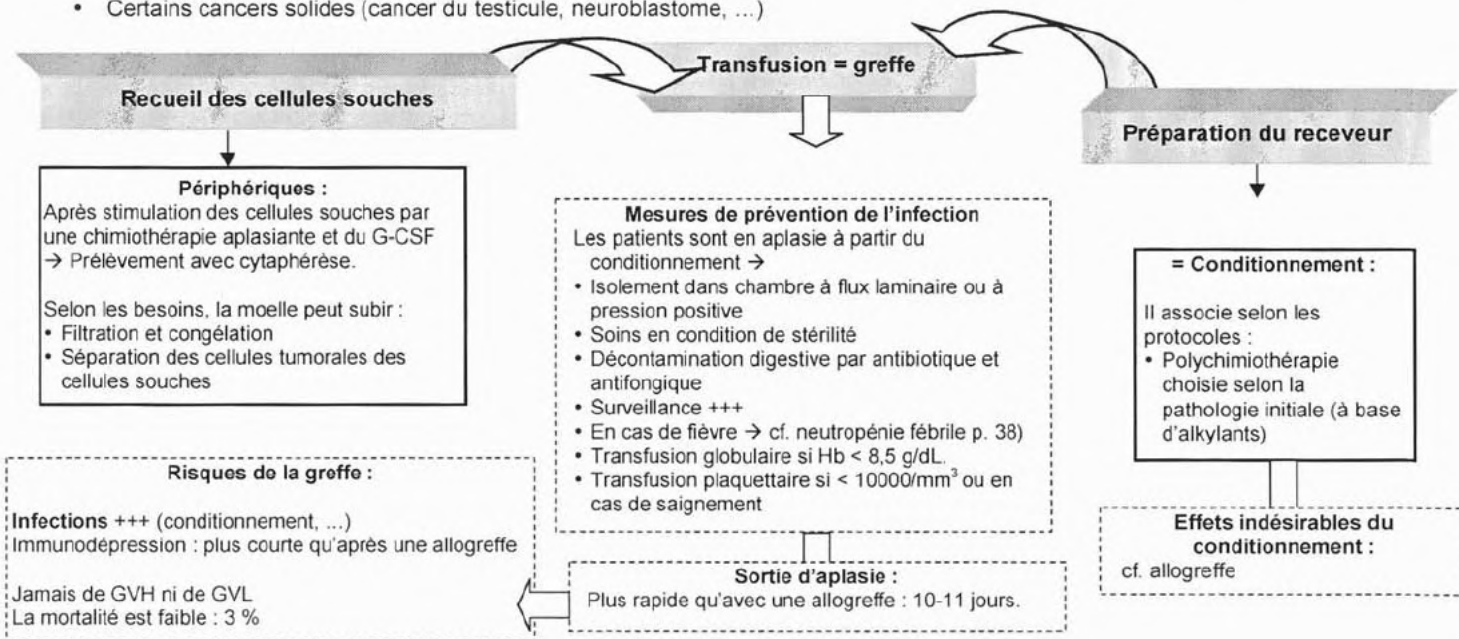 • Certains cancers solides (cancer du testicule, neuroblastome, ...)
Recueil des cellules souches
Transfusion = greffe
Préparation du receveur
Périphériques :
Après stimulation des cellules souches par
une chimiothérapie aplasiante et du G-CSF
→ Prélèvement avec cytaphérèse.
Selon les besoins, la moelle peut subir :
• Filtration et congélation
• Séparation des cellules tumorales des
cellules souches
Mesures de prévention de l'infection
Les patients sont en aplasie à partir du
conditionnement →
• Isolement dans chambre à flux laminaire ou à
pression positive
• Soins en condition de stérilité
• Décontamination digestive par antibiotique et
antifongique
• Surveillance +++
• En cas de fièvre → cf. neutropénie fébrile p. 38)
• Transfusion globulaire si Hb < 8,5 g/dL.
• Transfusion plaquettaire si < 10000/mm³ ou en
cas de saignement
= Conditionnement :
Il associe selon les
protocoles :
• Polychimiothérapie
choisie selon la
pathologie initiale (à base
d'alkylants)
Risques de la greffe :
Infections +++ (conditionnement, ...)
Immunodépression : plus courte qu'après une allogreffe
Jamais de GVH ni de GVL
La mortalité est faible : 3 %
Sortie d'aplasie :
Plus rapide qu'avec une allogreffe : 10-11 jours.
Effets indésirables du
conditionnement :
cf. allogreffe